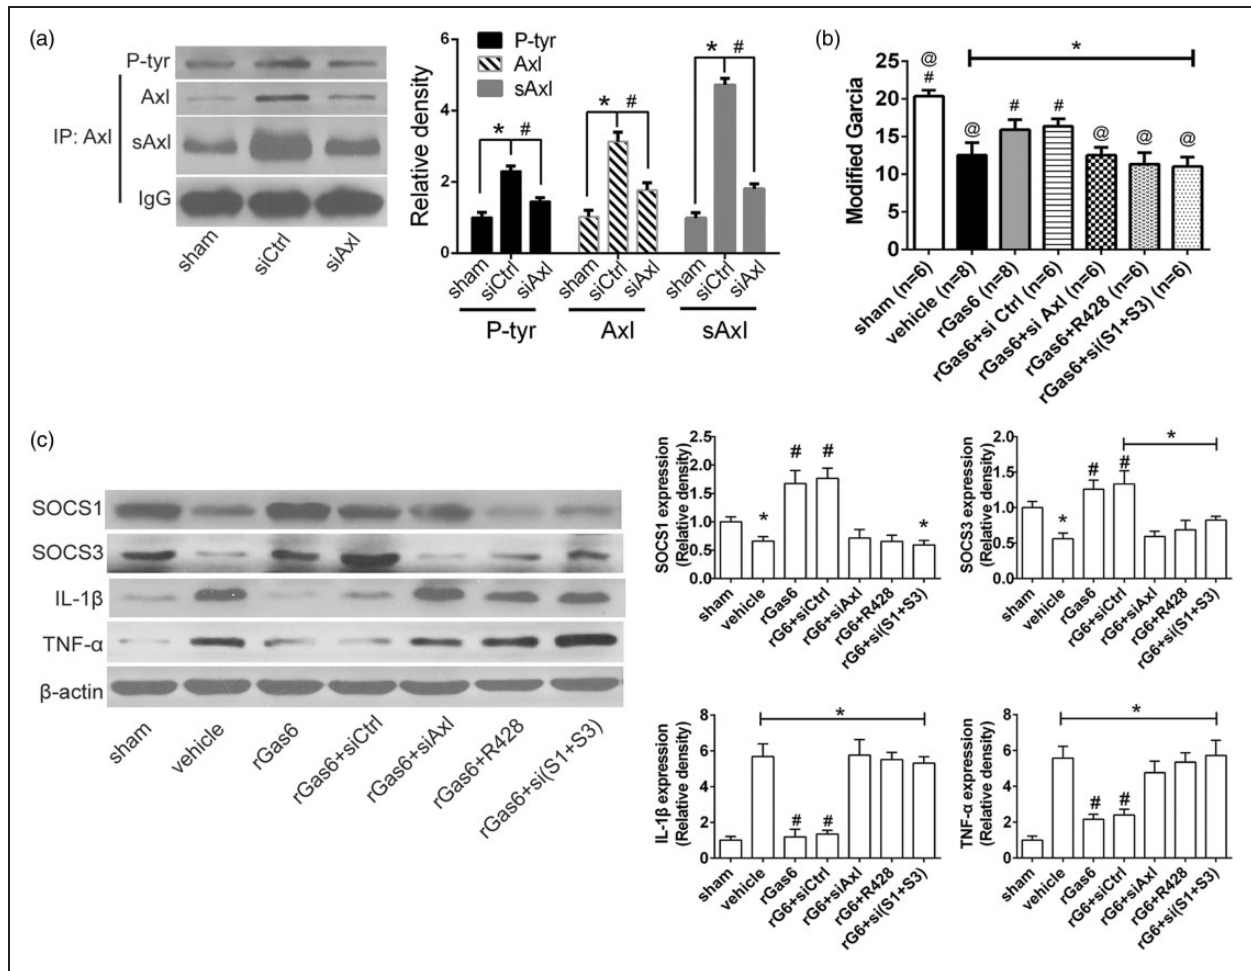 (a)
P-tyr
Axl
IP: Axl
sAxl
IgG
sham
siCtrl
siAxl
Relative density
8
6
4
2
0
P-tyr
Axl
sAxl
* #
* #
* #
sham
siCtrl
siAxl
sham
siCtrl
siAxl
sham
siCtrl
siAxl
P-tyr
Axl
sAxl
(b)
Modified Garcia
25
20
15
10
5
0
*
@
#
@
#
#
@
@
@
sham (n=6)
vehicle (n=8)
rGas6 (n=8)
rGas6+si Ctrl (n=6)
rGas6+si Axl (n=6)
rGas6+R428 (n=6)
rGas6+si(S1+S3) (n=6)
(c)
SOCS1
SOCS3
IL-1β
TNF-α
β-actin
sham
vehicle
rGas6
rGas6+siCtrl
rGas6+siAxl
rGas6+R428
rGas6+si(S1+S3)
SOCS1 expression
(Relative density)
2.5
2.0
1.5
1.0
0.5
0.0
*
#
#
*
sham
vehicle
rGas6
rG6+siCtrl
rG6+siAxl
rG6+R428
rG6+si(S1+S3)
SOCS3 expression
(Relative density)
2.0
1.5
1.0
0.5
0.0
*
#
#
*
sham
vehicle
rGas6
rG6+siCtrl
rG6+siAxl
rG6+R428
rG6+si(S1+S3)
IL-1β expression
(Relative density)
8
6
4
2
0
*
#
#
sham
vehicle
rGas6
rG6+siCtrl
rG6+siAxl
rG6+R428
rG6+si(S1+S3)
TNF-α expression
(Relative density)
8
6
4
2
0
*
#
#
sham
vehicle
rGas6
rG6+siCtrl
rG6+siAxl
rG6+R428
rG6+si(S1+S3)